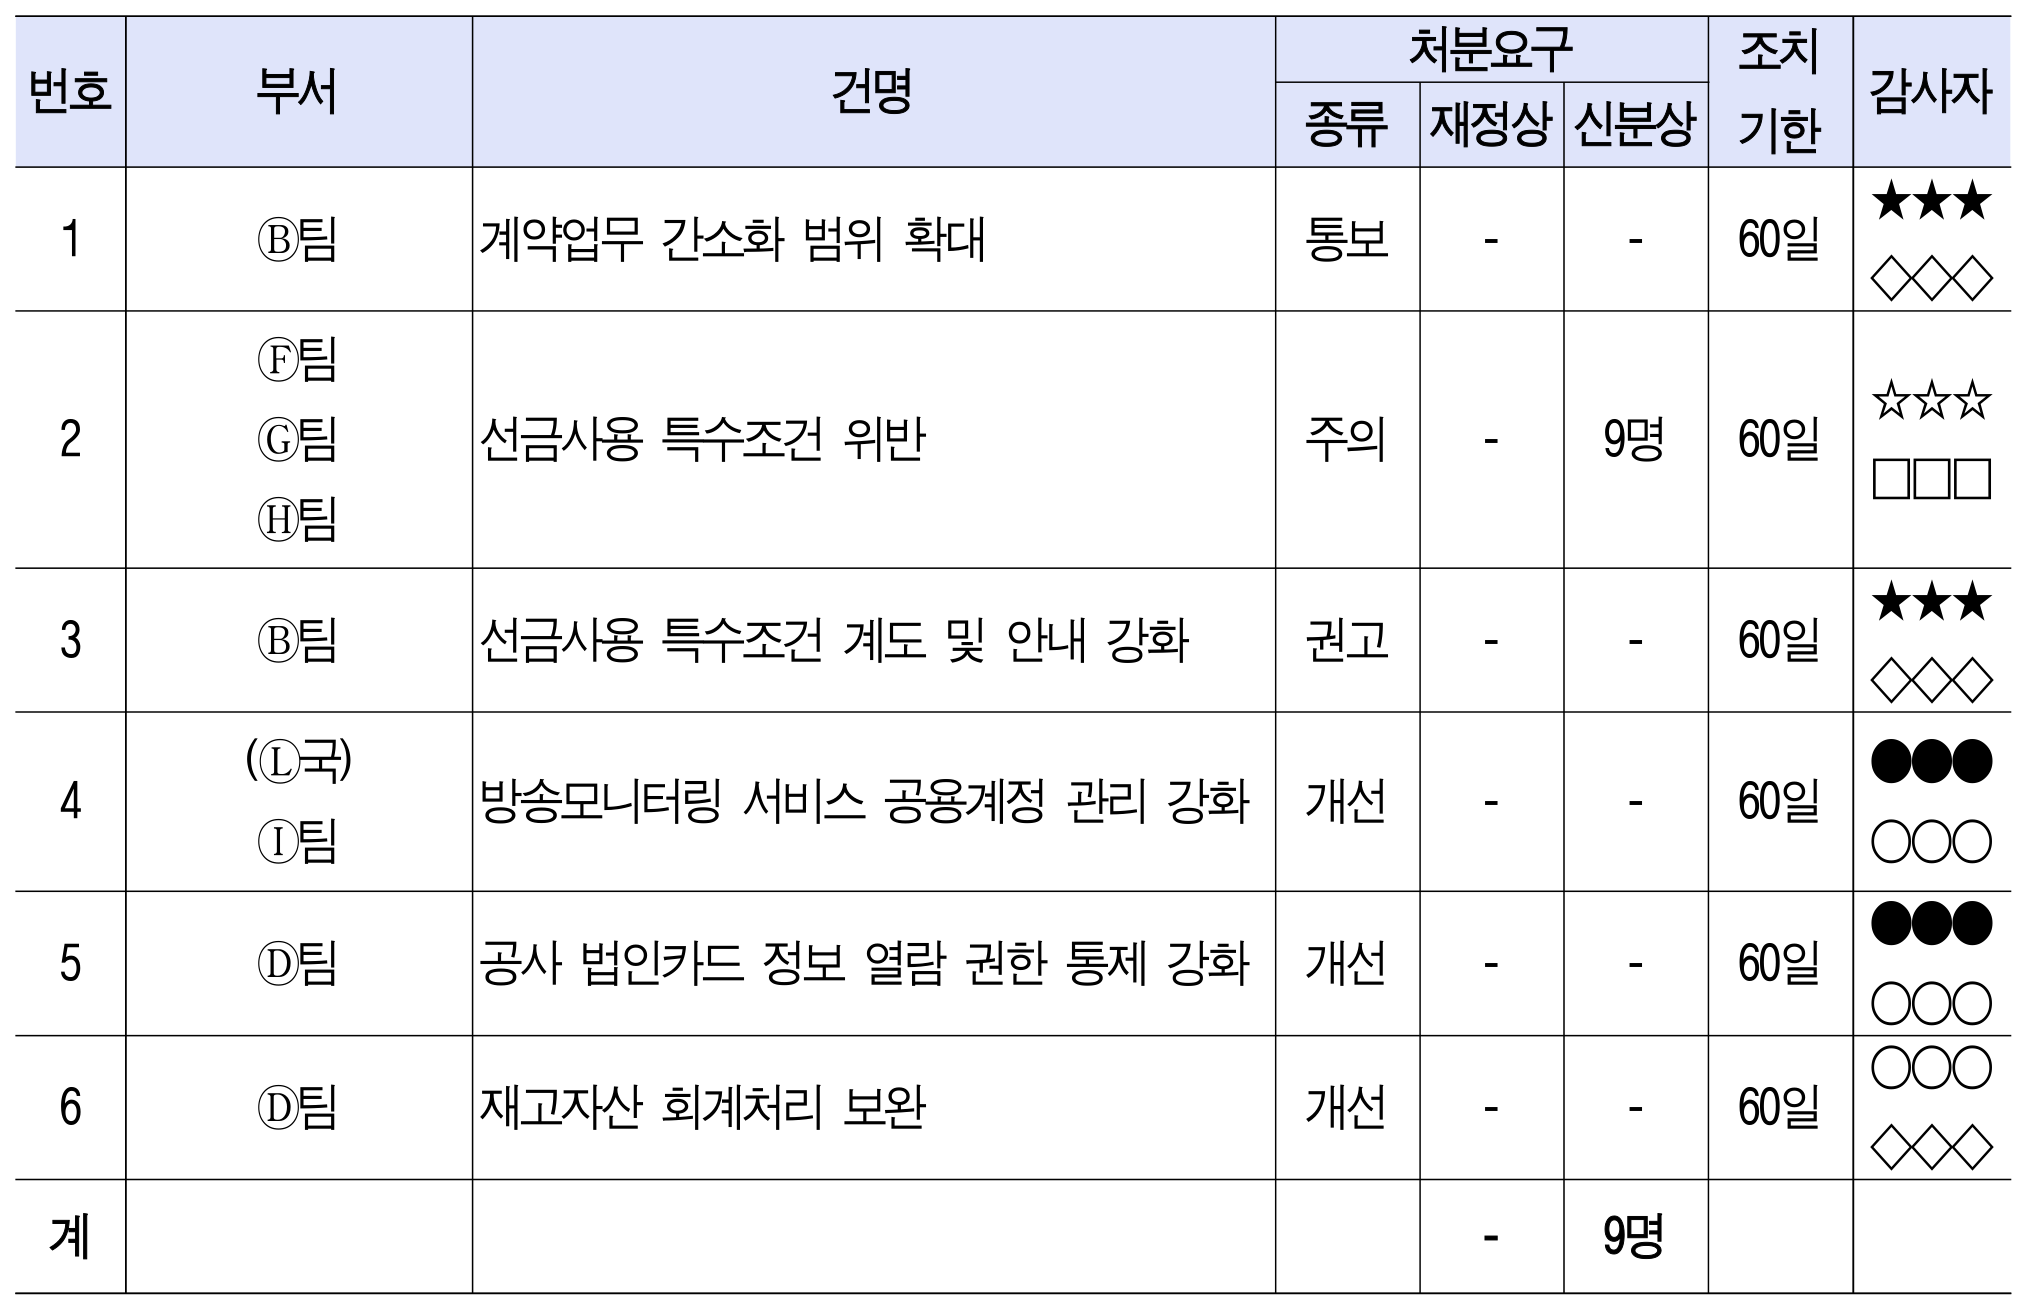 번호 부서 건명 처분요구 조치 기한 감사자
종류 재정상 신분상
1 Ⓑ팀 계약업무 간소화 범위 확대 통보 - - 60일 ★★★
◇◇◇
2 Ⓕ팀
Ⓖ팀
Ⓗ팀 선금사용 특수조건 위반 주의 - 9명 60일 ☆☆☆
□□□
3 Ⓑ팀 선금사용 특수조건 계도 및 안내 강화 권고 - - 60일 ★★★
◇◇◇
4 (Ⓛ국)
Ⓘ팀 방송모니터링 서비스 공용계정 관리 강화 개선 - - 60일 ●●●
○○○
5 Ⓓ팀 공사 법인카드 정보 열람 권한 통제 강화 개선 - - 60일 ●●●
○○○
6 Ⓓ팀 재고자산 회계처리 보완 개선 - - 60일 ○○○
◇◇◇
계 - 9명